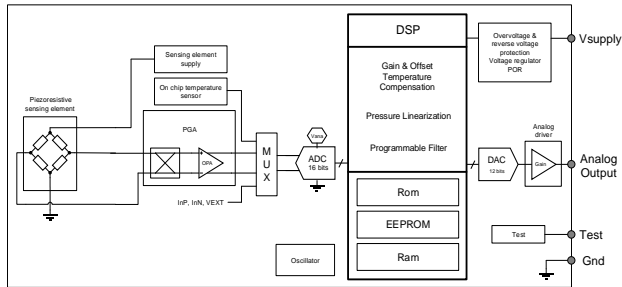 DSP
Overvoltage &
reverse voltage
protection
Voltage regulator
POR
Vsupply
Sensing element
supply
On chip temperature
sensor
Gain & Offset
Temperature
Compensation
Pressure Linearization
Programmable Filter
Piezoresistive
sensing element
PGA
OPA
+
-
M
U
X
InP, InN, VEXT
Vana
ADC
16 bits
DAC
12 bits
Analog
driver
Gain
Analog
Output
Rom
EEPROM
Ram
Oscillator
Test
Test
Gnd